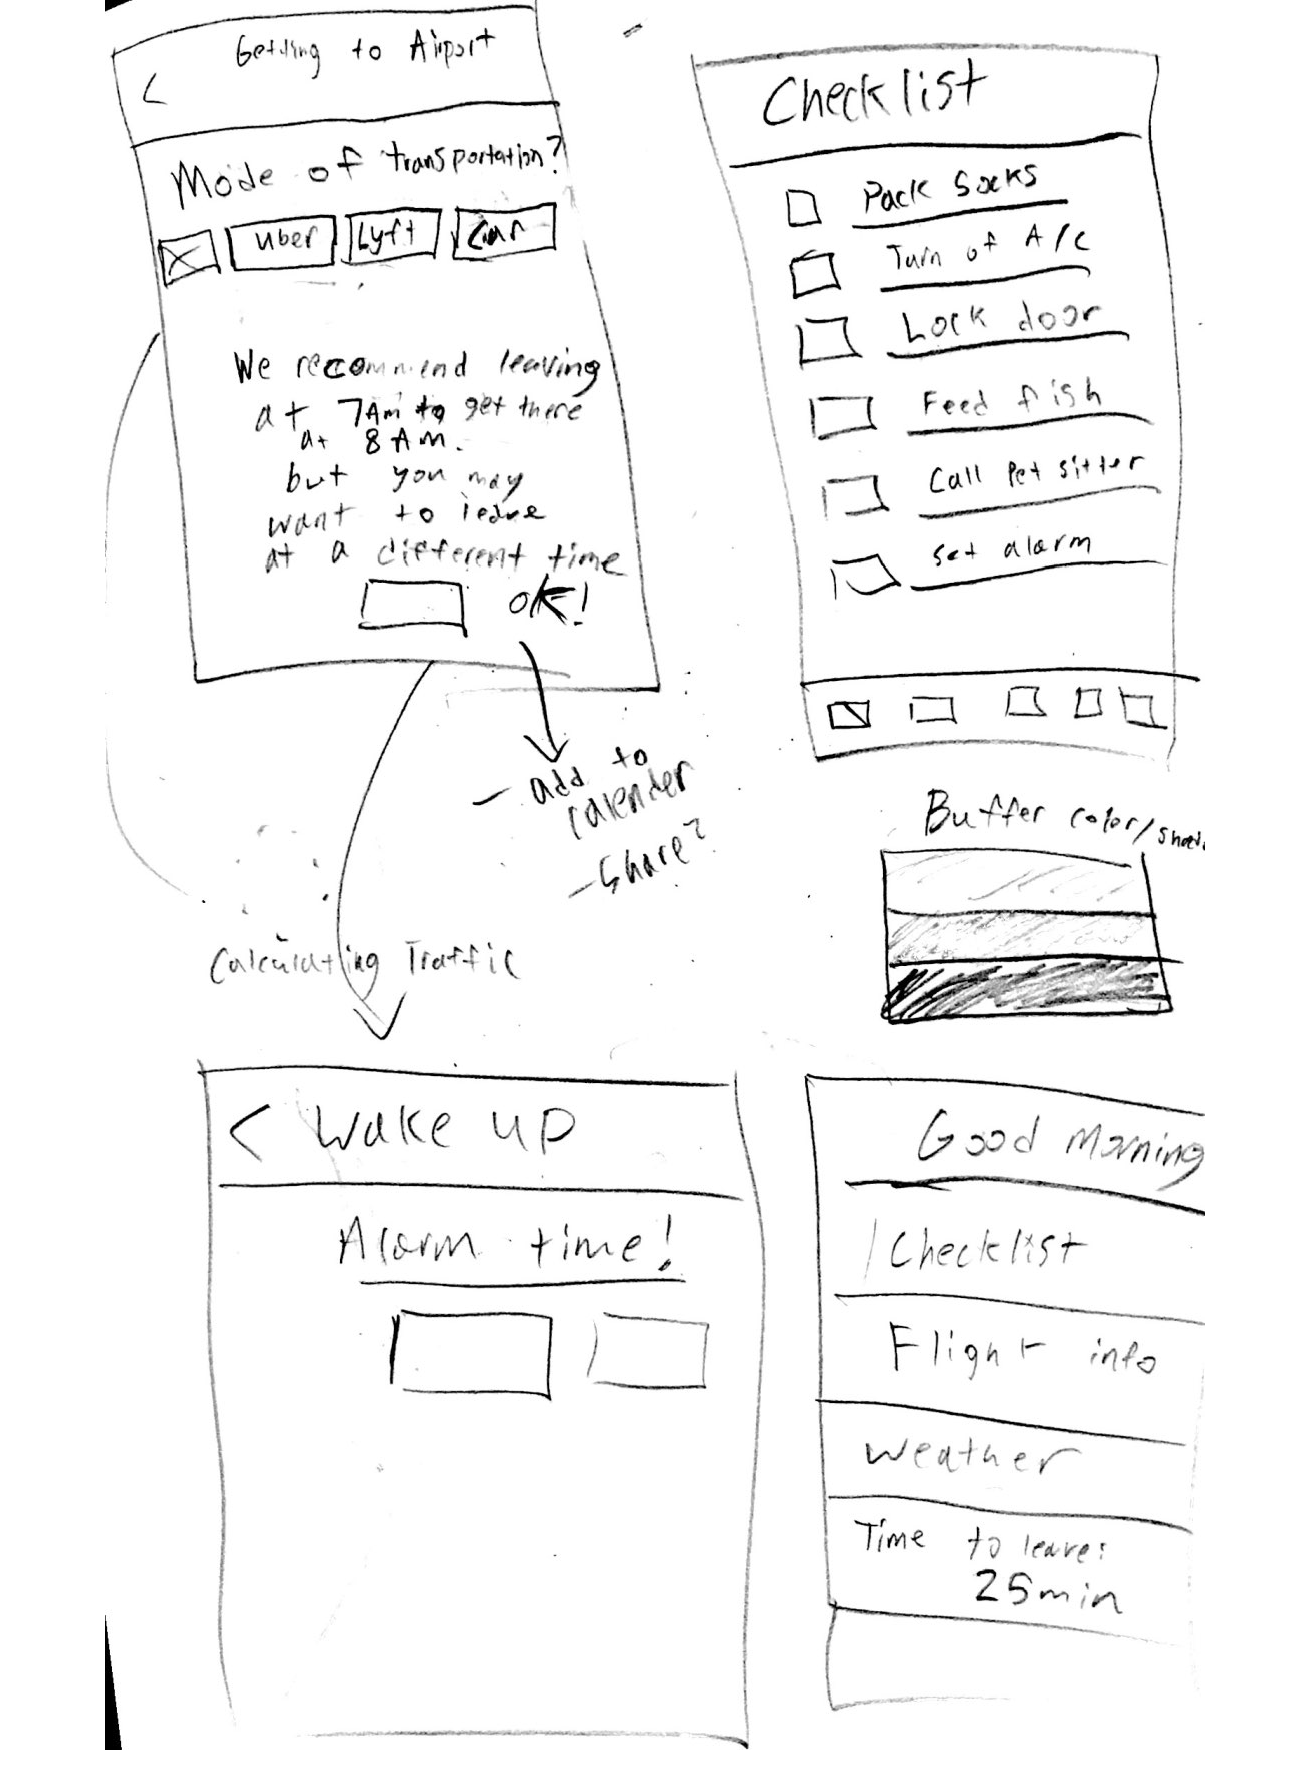 Getting to Airport
<
Mode of transportation?
Uber Lyft Car
We recommend leaving
at 7Am to get there
at 8 AM.
but you may
want to leave
at a different time
OK!
- add to
calender
- Share?
Calculating Traffic
Checklist
Pack Socks
Turn of A/C
Lock door
Feed fish
Call Pet sitter
Set alarm
Buffer color/
< Wake up
Alarm time!
Good Morning
Checklist
Flight info
Weather
Time to leave:
25min